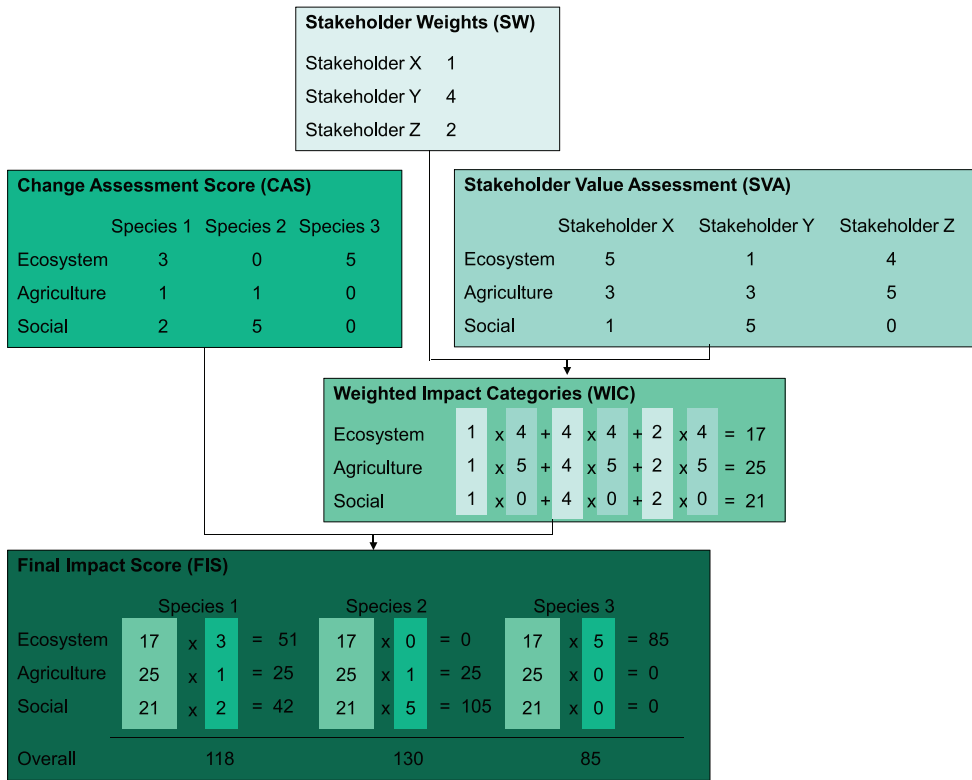 Stakeholder Weights (SW)
Stakeholder X 1
Stakeholder Y 4
Stakeholder Z 2
Change Assessment Score (CAS)
Species 1 Species 2 Species 3
Ecosystem 3 0 5
Agriculture 1 1 0
Social 2 5 0
Stakeholder Value Assessment (SVA)
Stakeholder X Stakeholder Y Stakeholder Z
Ecosystem 5 1 4
Agriculture 3 3 5
Social 1 5 0
Weighted Impact Categories (WIC)
Ecosystem 1 x 4 + 4 x 4 + 2 x 4 = 17
Agriculture 1 x 5 + 4 x 5 + 2 x 5 = 25
Social 1 x 0 + 4 x 0 + 2 x 0 = 21
Final Impact Score (FIS)
Species 1 Species 2 Species 3
Ecosystem 17 x 3 = 51 17 x 0 = 0 17 x 5 = 85
Agriculture 25 x 1 = 25 25 x 1 = 25 25 x 0 = 0
Social 21 x 2 = 42 21 x 5 = 105 21 x 0 = 0
Overall 118 130 85